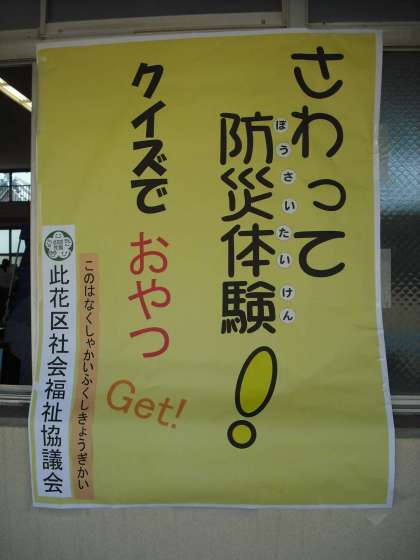 さわって
防災体験!
ぼうさいたいけん
クイズで おやつ
Get!
このはなくしゃかいふくしきょうぎかい
此花区社会福祉協議会